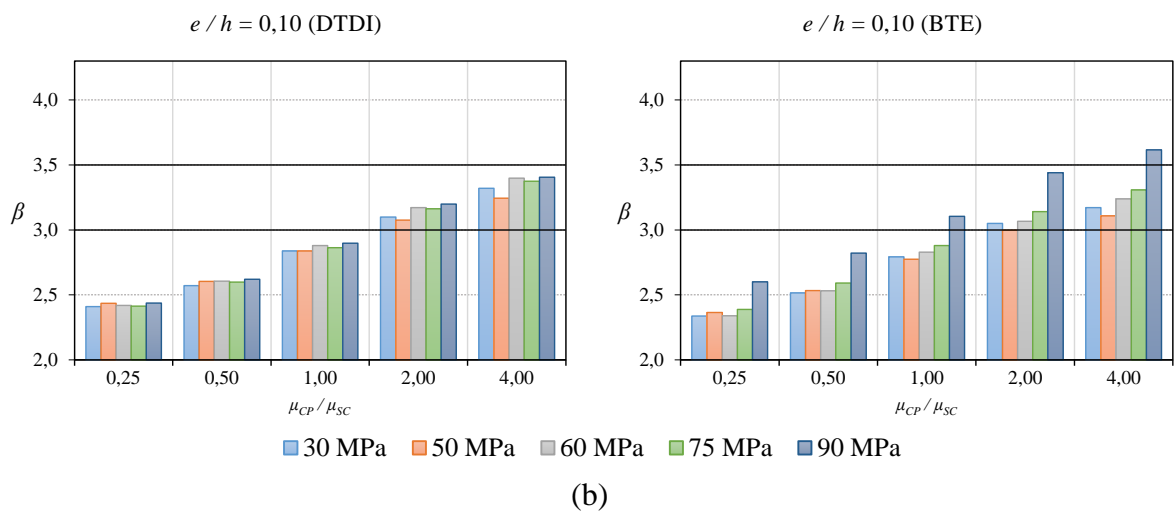 e / h = 0,10 (DTDI)
4,0
3,5
β
3,0
2,5
2,0
0,25 0,50 1,00 2,00 4,00
μCP / μSC
e / h = 0,10 (BTE)
4,0
3,5
β
3,0
2,5
2,0
0,25 0,50 1,00 2,00 4,00
μCP / μSC
30 MPa 50 MPa 60 MPa 75 MPa 90 MPa
(b)